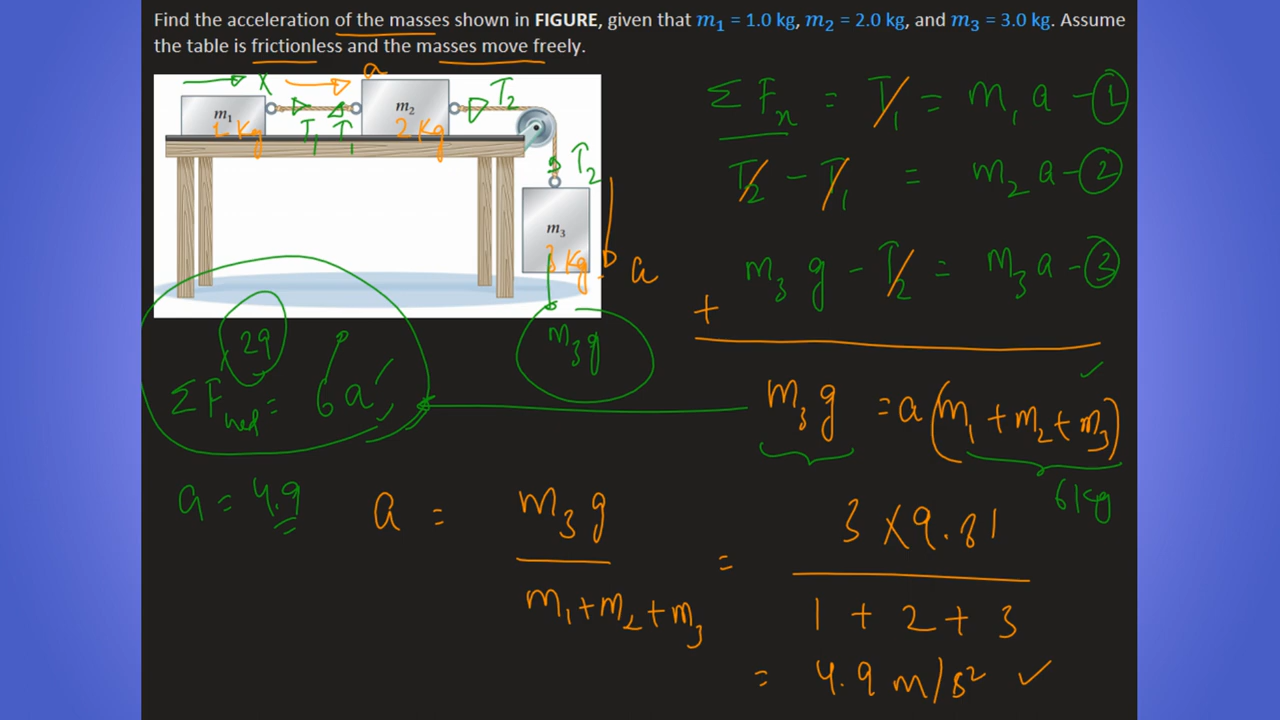 Find the acceleration of the masses shown in FIGURE, given that m₁ = 1.0 kg, m₂ = 2.0 kg, and m₃ = 3.0 kg. Assume
the table is frictionless and the masses move freely.
x a
m₁ m₂ T₂
1 kg T₁ T₁ 2 kg
T₂
m₃
3 kg a
m₃g
ΣFₓ = T₁ = m₁a - ①
T₂ - T₁ = m₂a - ②
m₃g - T₂ = m₃a - ③
+
m₃g = a(m₁ + m₂ + m₃)
6 kg
29
ΣF = 6a
a = 4.9
a = m₃g / m₁ + m₂ + m₃ = 3 × 9.81 / 1 + 2 + 3
= 4.9 m/s²